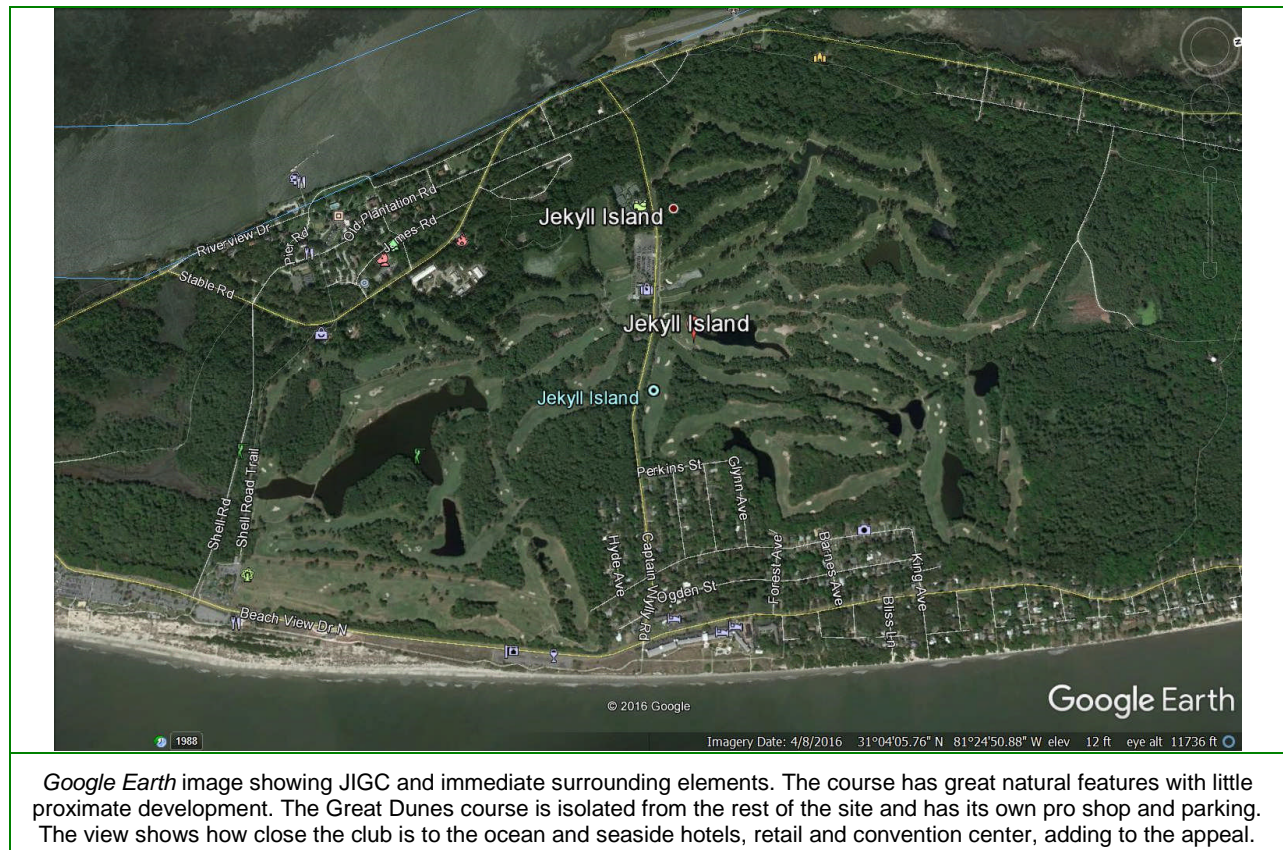 Riverview Dr
Pier Rd
Old Plantation Rd
James Rd
Stable Rd
Jekyll Island
Jekyll Island
Jekyll Island
Shell Rd
Shell Road Trail
Perkins St
Glynn Ave
Hyde Ave
Captain Wylly Rd
Ogden St
Forest Ave
Barnes Ave
King Ave
Bliss Ln
Beach View Dr N
© 2016 Google
Google Earth
1988
Imagery Date: 4/8/2016 31°04'05.76" N 81°24'50.88" W elev 12 ft eye alt 11736 ft
Google Earth image showing JIGC and immediate surrounding elements. The course has great natural features with little
proximate development. The Great Dunes course is isolated from the rest of the site and has its own pro shop and parking.
The view shows how close the club is to the ocean and seaside hotels, retail and convention center, adding to the appeal.